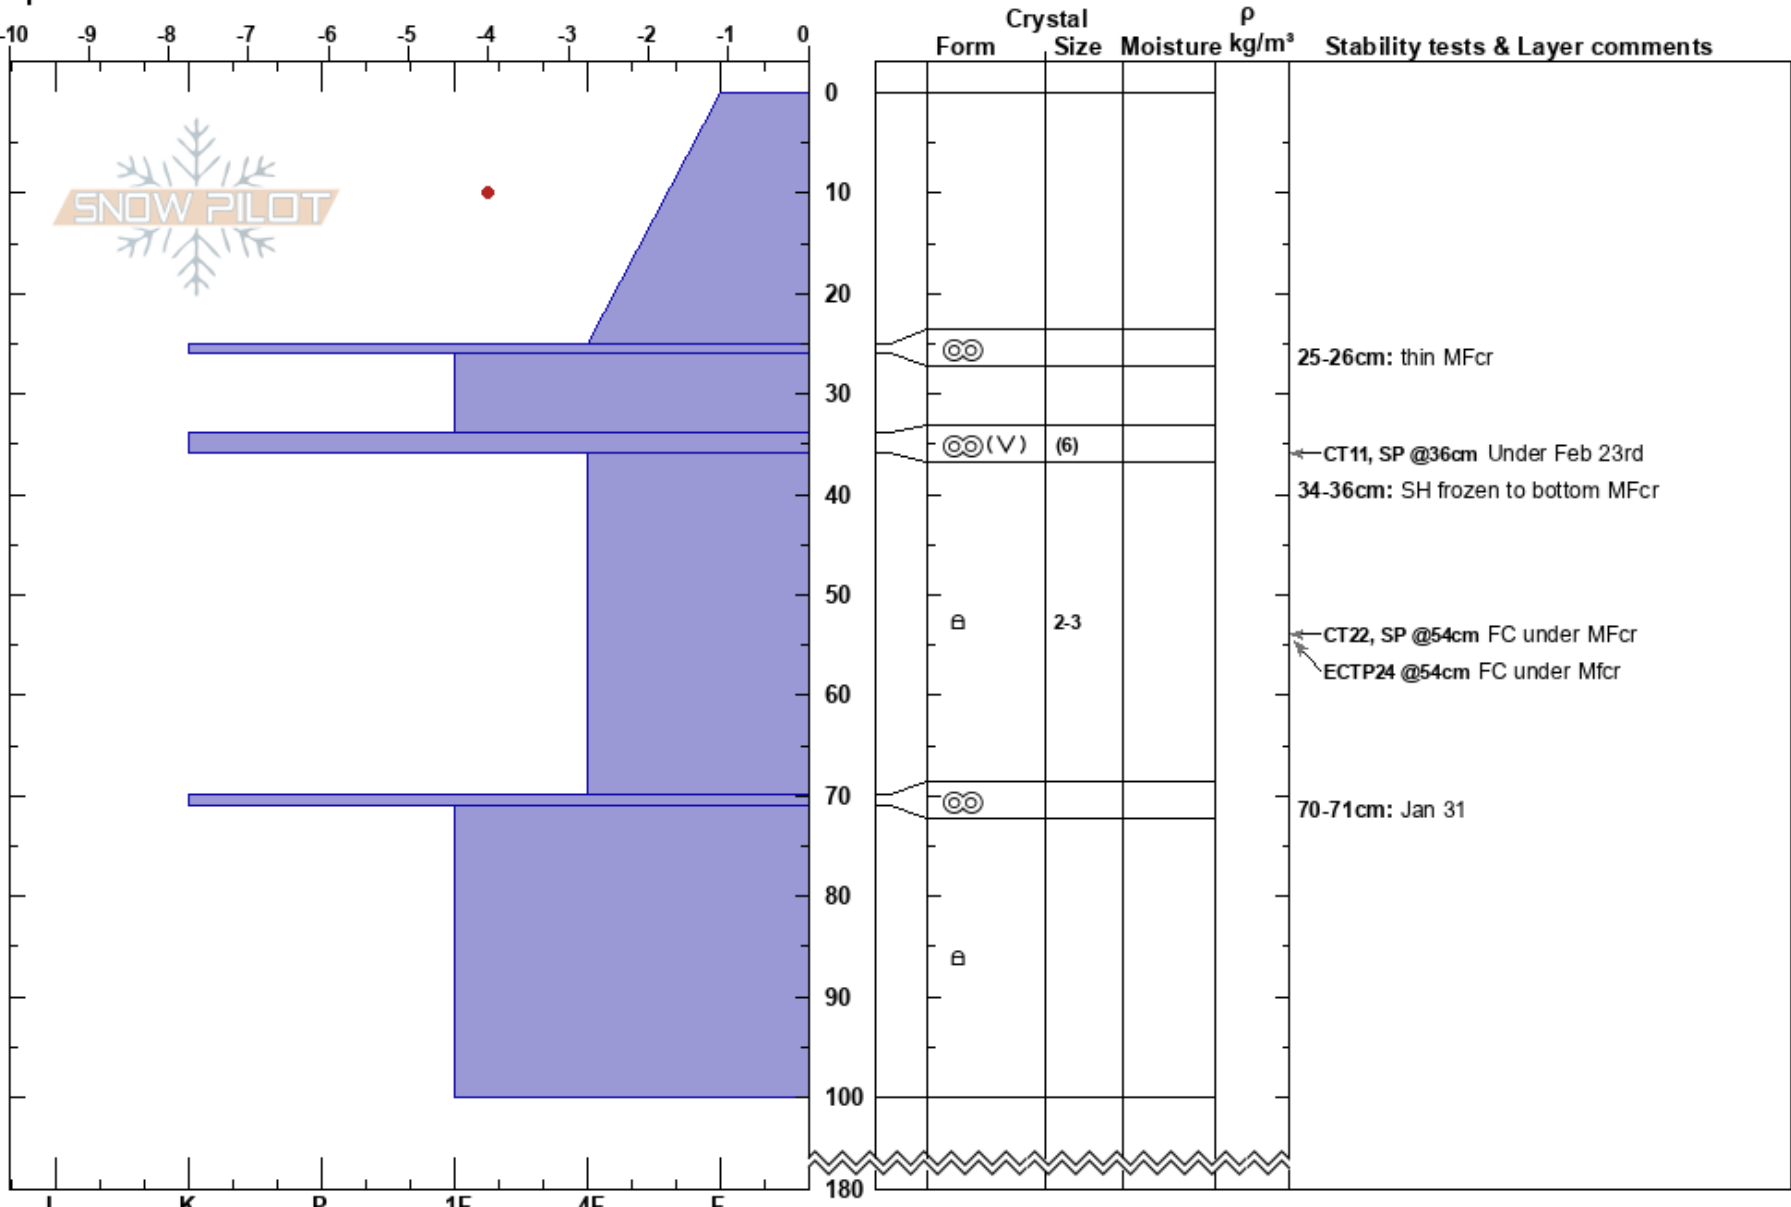 Crystal ρ
-10 -9 -8 -7 -6 -5 -4 -3 -2 -1 0
Form Size Moisture kg/m³ Stability tests & Layer comments
0
SNOW PILOT
10
20
25-26cm: thin MFcr
30
(V) (6)
CT11, SP @36cm Under Feb 23rd
34-36cm: SH frozen to bottom MFcr
40
50
2-3
CT22, SP @54cm FC under MFcr
ECTP24 @54cm FC under Mfcr
60
70
70-71cm: Jan 31
80
90
100
180
I K P 1F 4F F